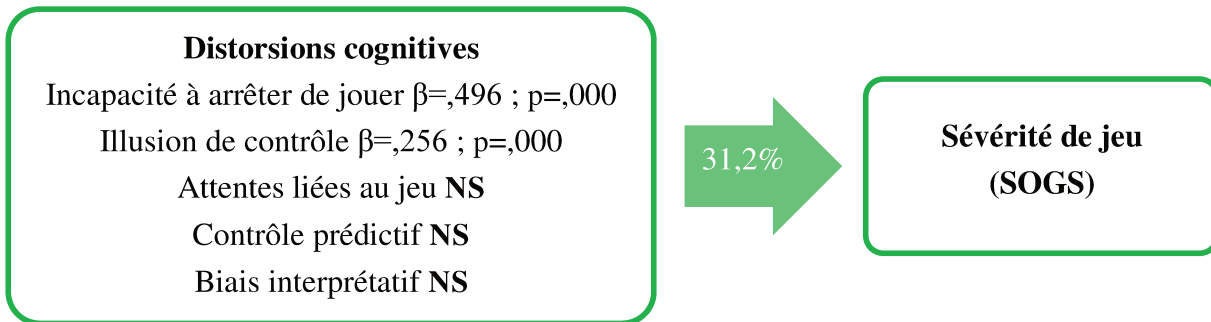 Distorsions cognitives
Incapacité à arrêter de jouer β=,496 ; p=,000
Illusion de contrôle β=,256 ; p=,000
Attentes liées au jeu NS
Contrôle prédictif NS
Biais interprétatif NS
31,2%
Sévérité de jeu
(SOGS)